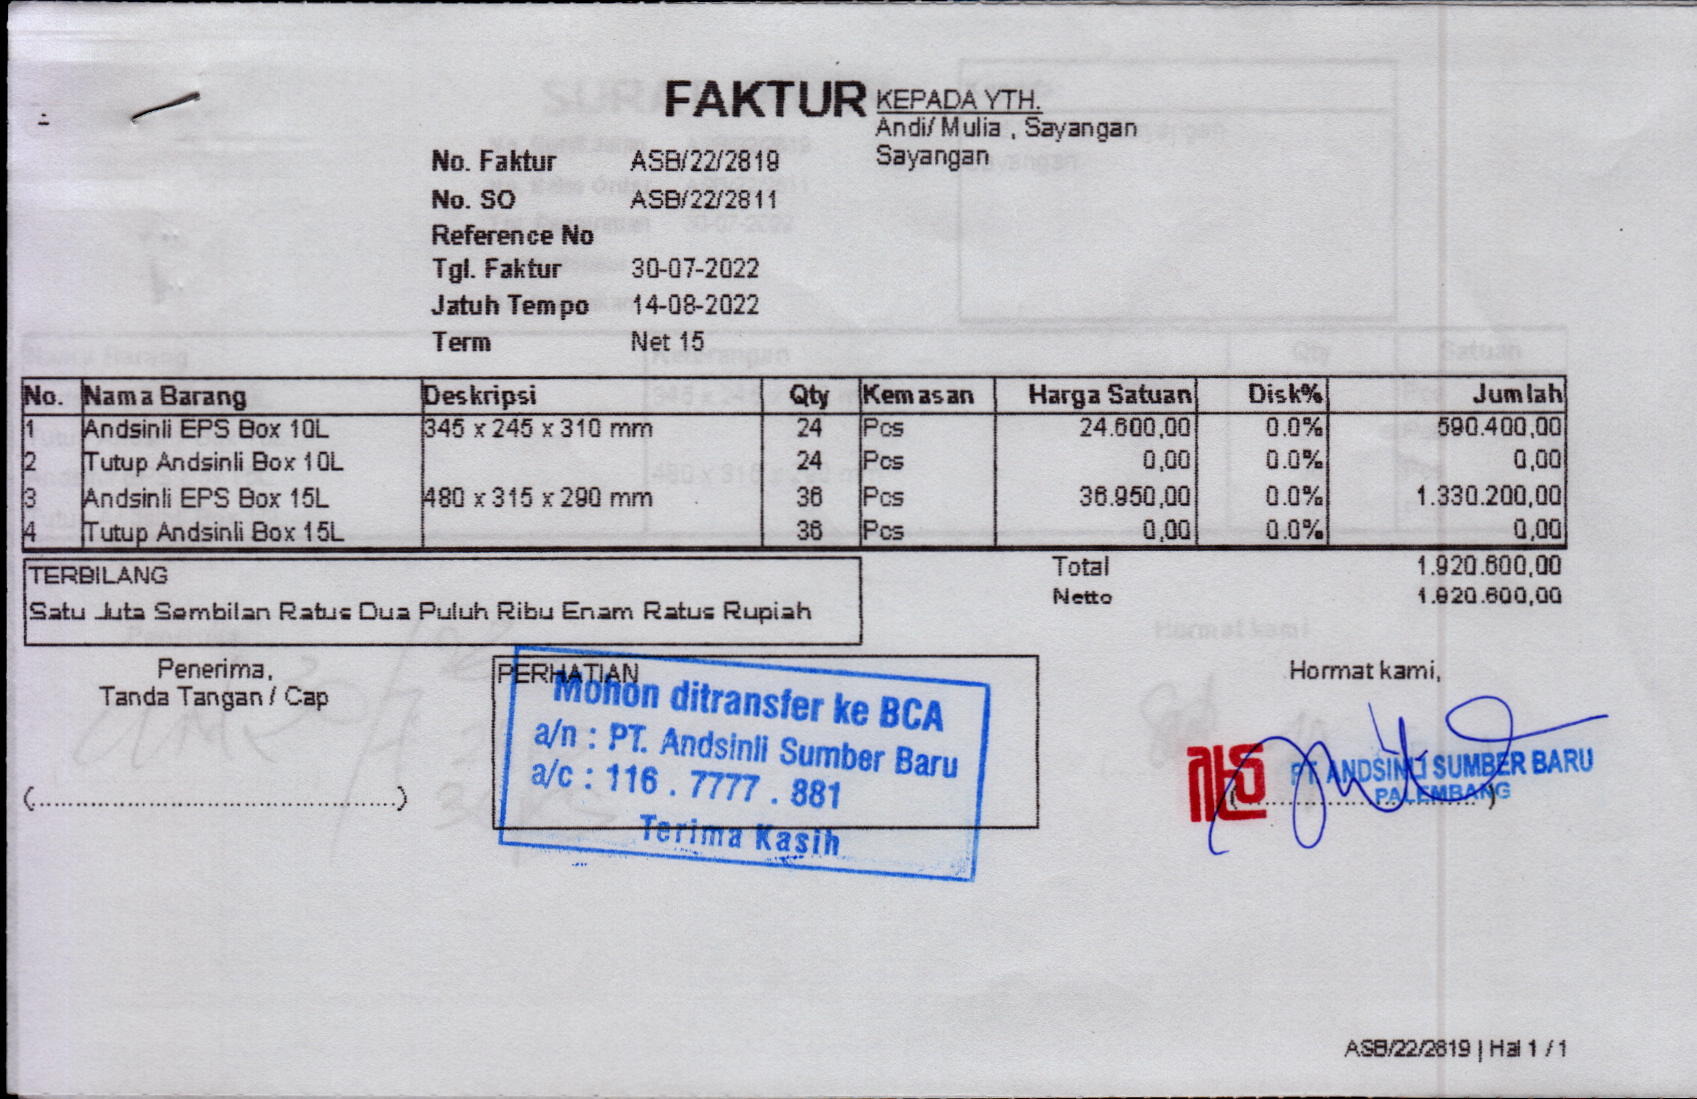 FAKTUR
KEPADA YTH.
Andi/ Mulia , Sayangan
Sayangan
No. Faktur ASB/22/2819
No. SO ASB/22/2811
Reference No
Tgl. Faktur 30-07-2022
Jatuh Tempo 14-08-2022
Term Net 15
No. Nama Barang Deskripsi Qty Kemasan Harga Satuan Disk% Jumlah
1 Andsinli EPS Box 10L 345 x 245 x 310 mm 24 Pcs 24.600,00 0.0% 590.400,00
2 Tutup Andsinli Box 10L 24 Pcs 0,00 0.0% 0,00
3 Andsinli EPS Box 15L 480 x 315 x 290 mm 36 Pcs 36.950,00 0.0% 1.330.200,00
4 Tutup Andsinli Box 15L 36 Pcs 0,00 0.0% 0,00
Total 1.920.600,00
Netto 1.920.600,00
TERBILANG
Satu Juta Sembilan Ratus Dua Puluh Ribu Enam Ratus Rupiah
Penerima,
Tanda Tangan / Cap
(..............................................)
PERHATIAN
Mohon ditransfer ke BCA
a/n : PT. Andsinli Sumber Baru
a/c : 116 . 7777 . 881
Terima Kasih
Hormat kami,
PT ANDSINLI SUMBER BARU
PALEMBANG
ASB/22/2819 | Hal 1 / 1